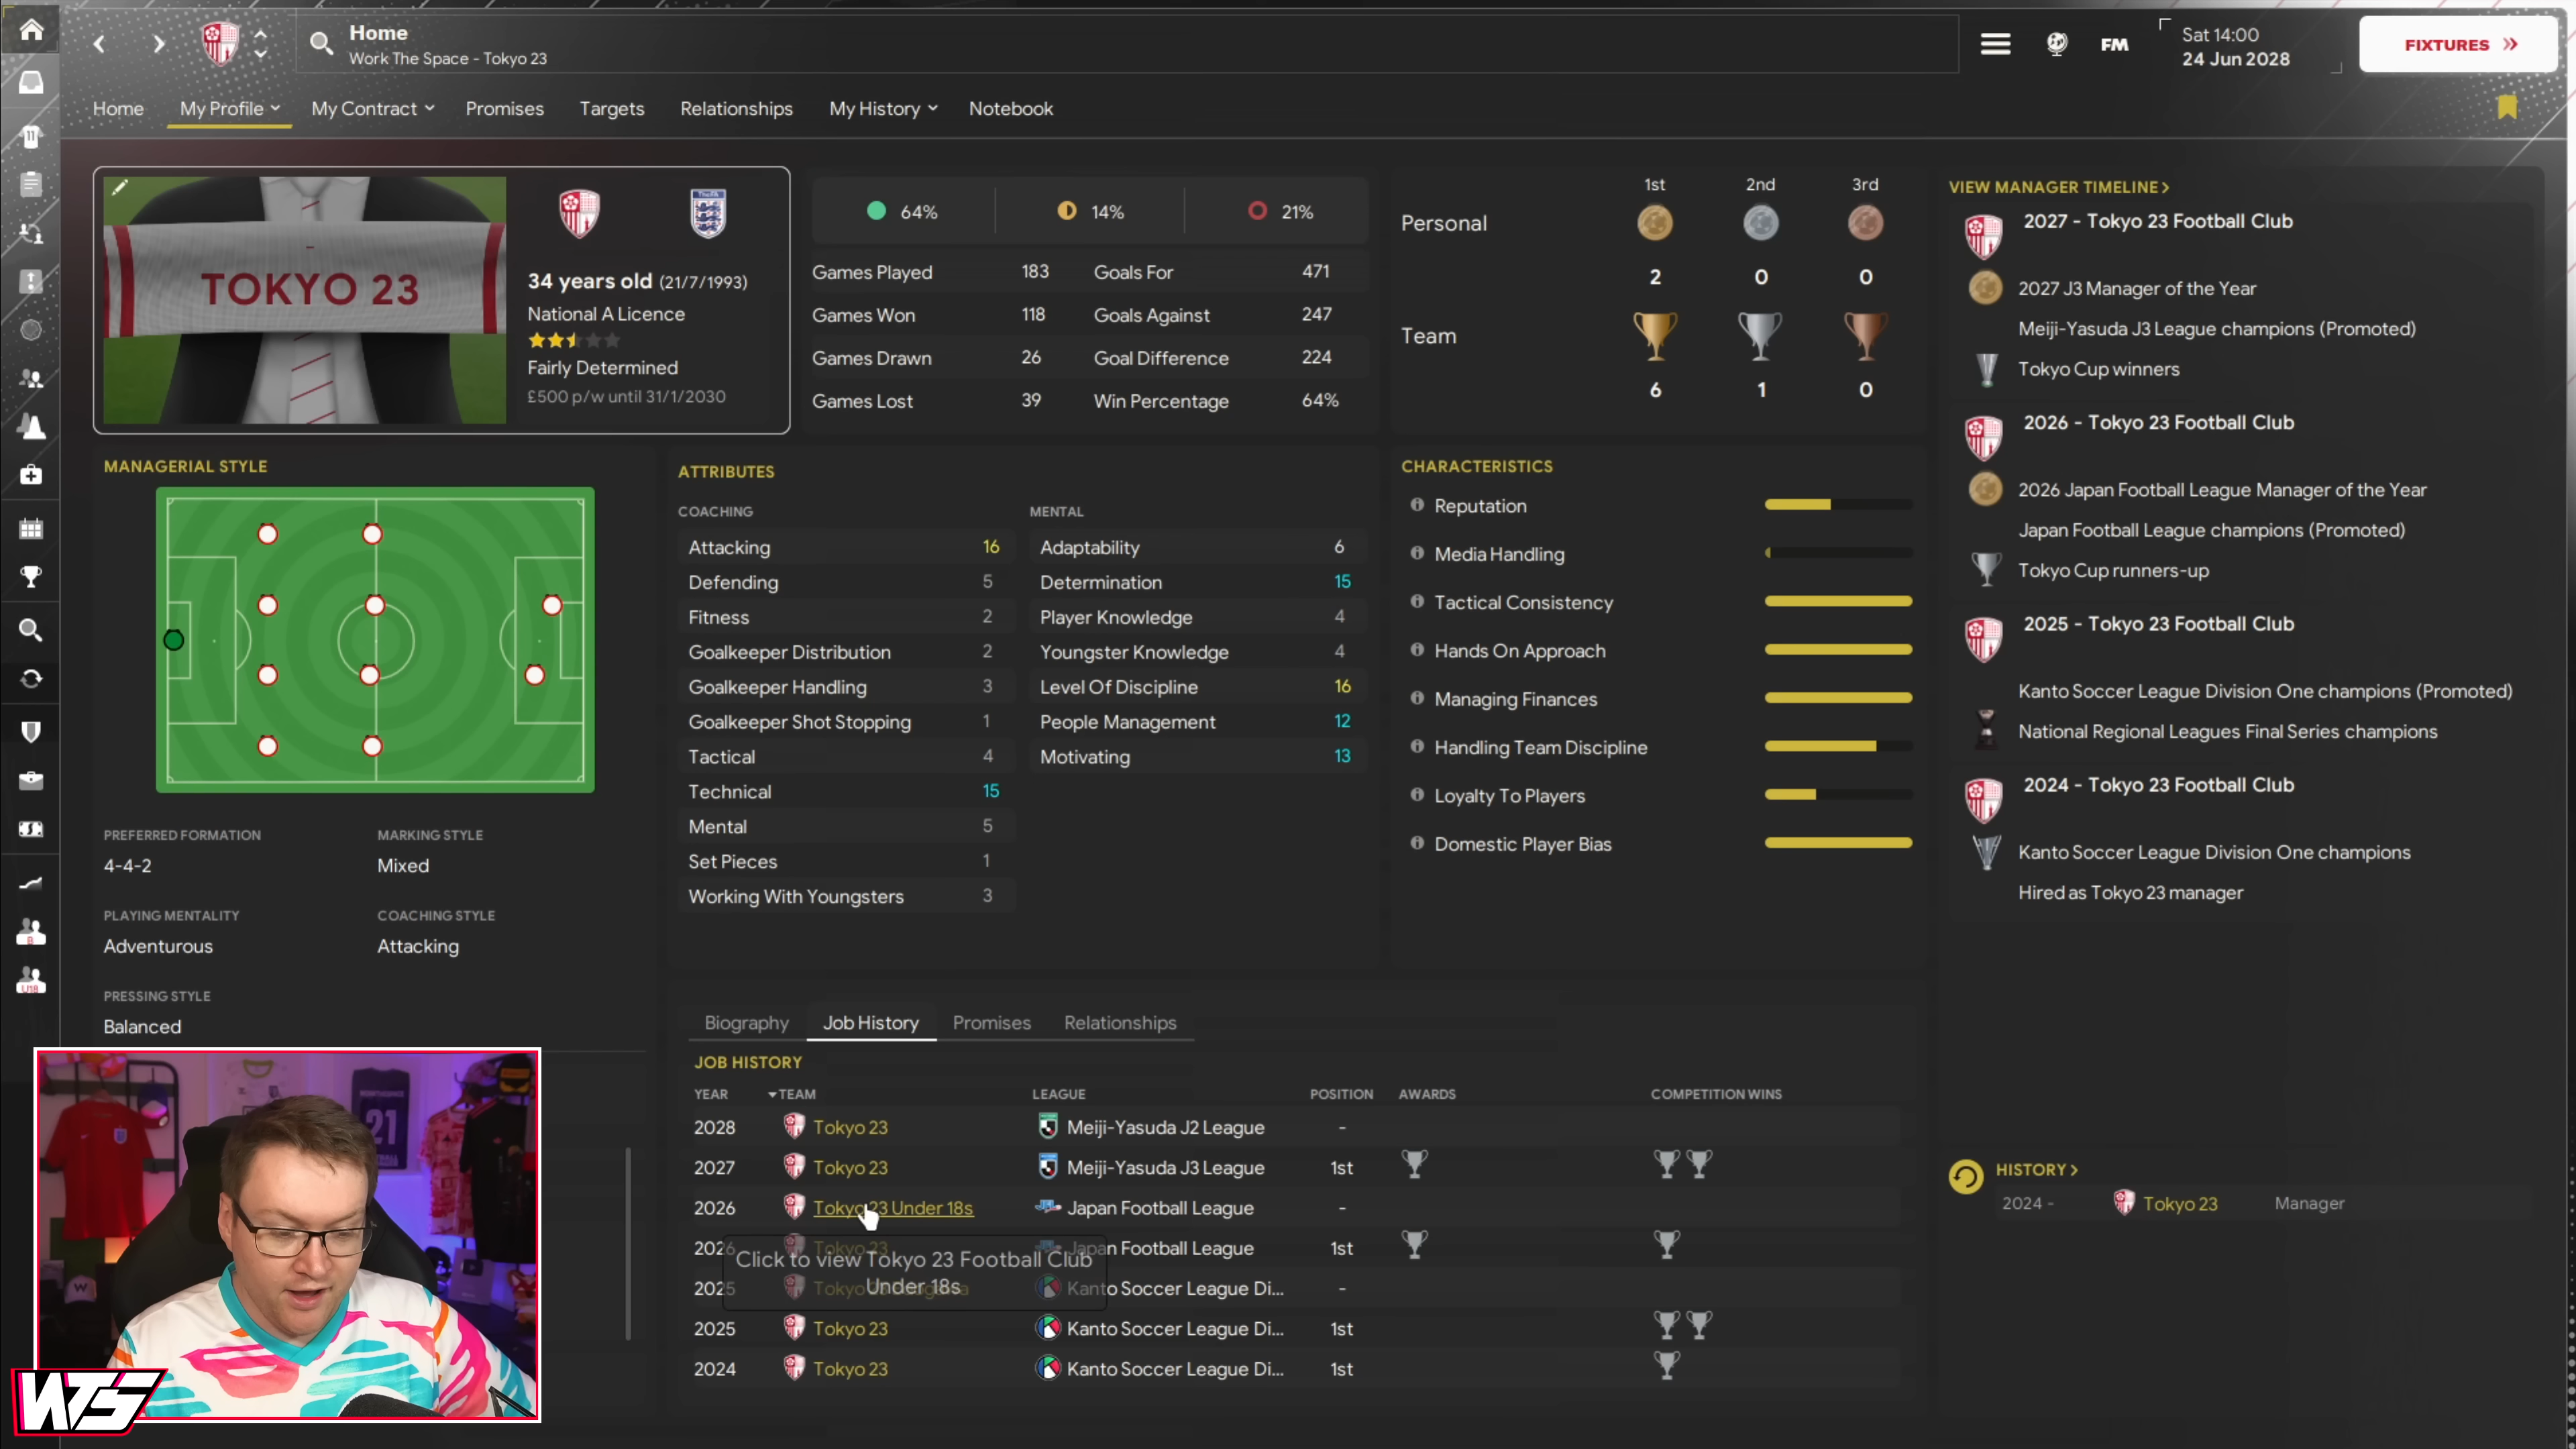 Home
Work The Space - Tokyo 23
FM
Sat 14:00
24 Jun 2028
FIXTURES
Home
My Profile
My Contract
Promises
Targets
Relationships
My History
Notebook
TOKYO 23
34 years old (21/7/1993)
National A Licence
Fairly Determined
£500 p/w until 31/1/2030
64%
14%
21%
Games Played 183 Goals For 471
Games Won 118 Goals Against 247
Games Drawn 26 Goal Difference 224
Games Lost 39 Win Percentage 64%
1st 2nd 3rd
Personal
2 0 0
Team
6 1 0
VIEW MANAGER TIMELINE >
2027 - Tokyo 23 Football Club
2027 J3 Manager of the Year
Meiji-Yasuda J3 League champions (Promoted)
Tokyo Cup winners
2026 - Tokyo 23 Football Club
2026 Japan Football League Manager of the Year
Japan Football League champions (Promoted)
Tokyo Cup runners-up
2025 - Tokyo 23 Football Club
Kanto Soccer League Division One champions (Promoted)
National Regional Leagues Final Series champions
2024 - Tokyo 23 Football Club
Kanto Soccer League Division One champions
Hired as Tokyo 23 manager
MANAGERIAL STYLE
PREFERRED FORMATION
4-4-2
MARKING STYLE
Mixed
PLAYING MENTALITY
Adventurous
COACHING STYLE
Attacking
PRESSING STYLE
Balanced
ATTRIBUTES
COACHING
Attacking 16
Defending 5
Fitness 2
Goalkeeper Distribution 2
Goalkeeper Handling 3
Goalkeeper Shot Stopping 1
Tactical 4
Technical 15
Mental 5
Set Pieces 1
Working With Youngsters 3
MENTAL
Adaptability 6
Determination 15
Player Knowledge 4
Youngster Knowledge 4
Level Of Discipline 16
People Management 12
Motivating 13
CHARACTERISTICS
Reputation
Media Handling
Tactical Consistency
Hands On Approach
Managing Finances
Handling Team Discipline
Loyalty To Players
Domestic Player Bias
Biography
Job History
Promises
Relationships
JOB HISTORY
YEAR TEAM LEAGUE POSITION AWARDS COMPETITION WINS
2028 Tokyo 23 Meiji-Yasuda J2 League -
2027 Tokyo 23 Meiji-Yasuda J3 League 1st
2026 Tokyo 23 Under 18s Japan Football League -
2026 Tokyo 23 Japan Football League 1st
Click to view Tokyo 23 Football Club
Under 18s
2025 Tokyo 23 Kanto Soccer League Di... -
2025 Tokyo 23 Kanto Soccer League Di... 1st
2024 Tokyo 23 Kanto Soccer League Di... 1st
HISTORY >
2024 - Tokyo 23 Manager
11
B
U18
21
WTS